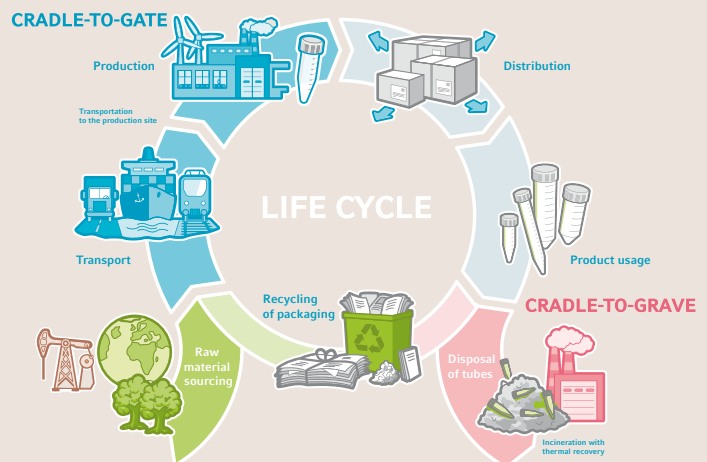 CRADLE-TO-GATE
Production
Distribution
Transportation
to the production site
LIFE CYCLE
Transport
Product usage
Recycling
of packaging
CRADLE-TO-GRAVE
Raw
material
sourcing
Disposal
of tubes
Incineration with
thermal recovery